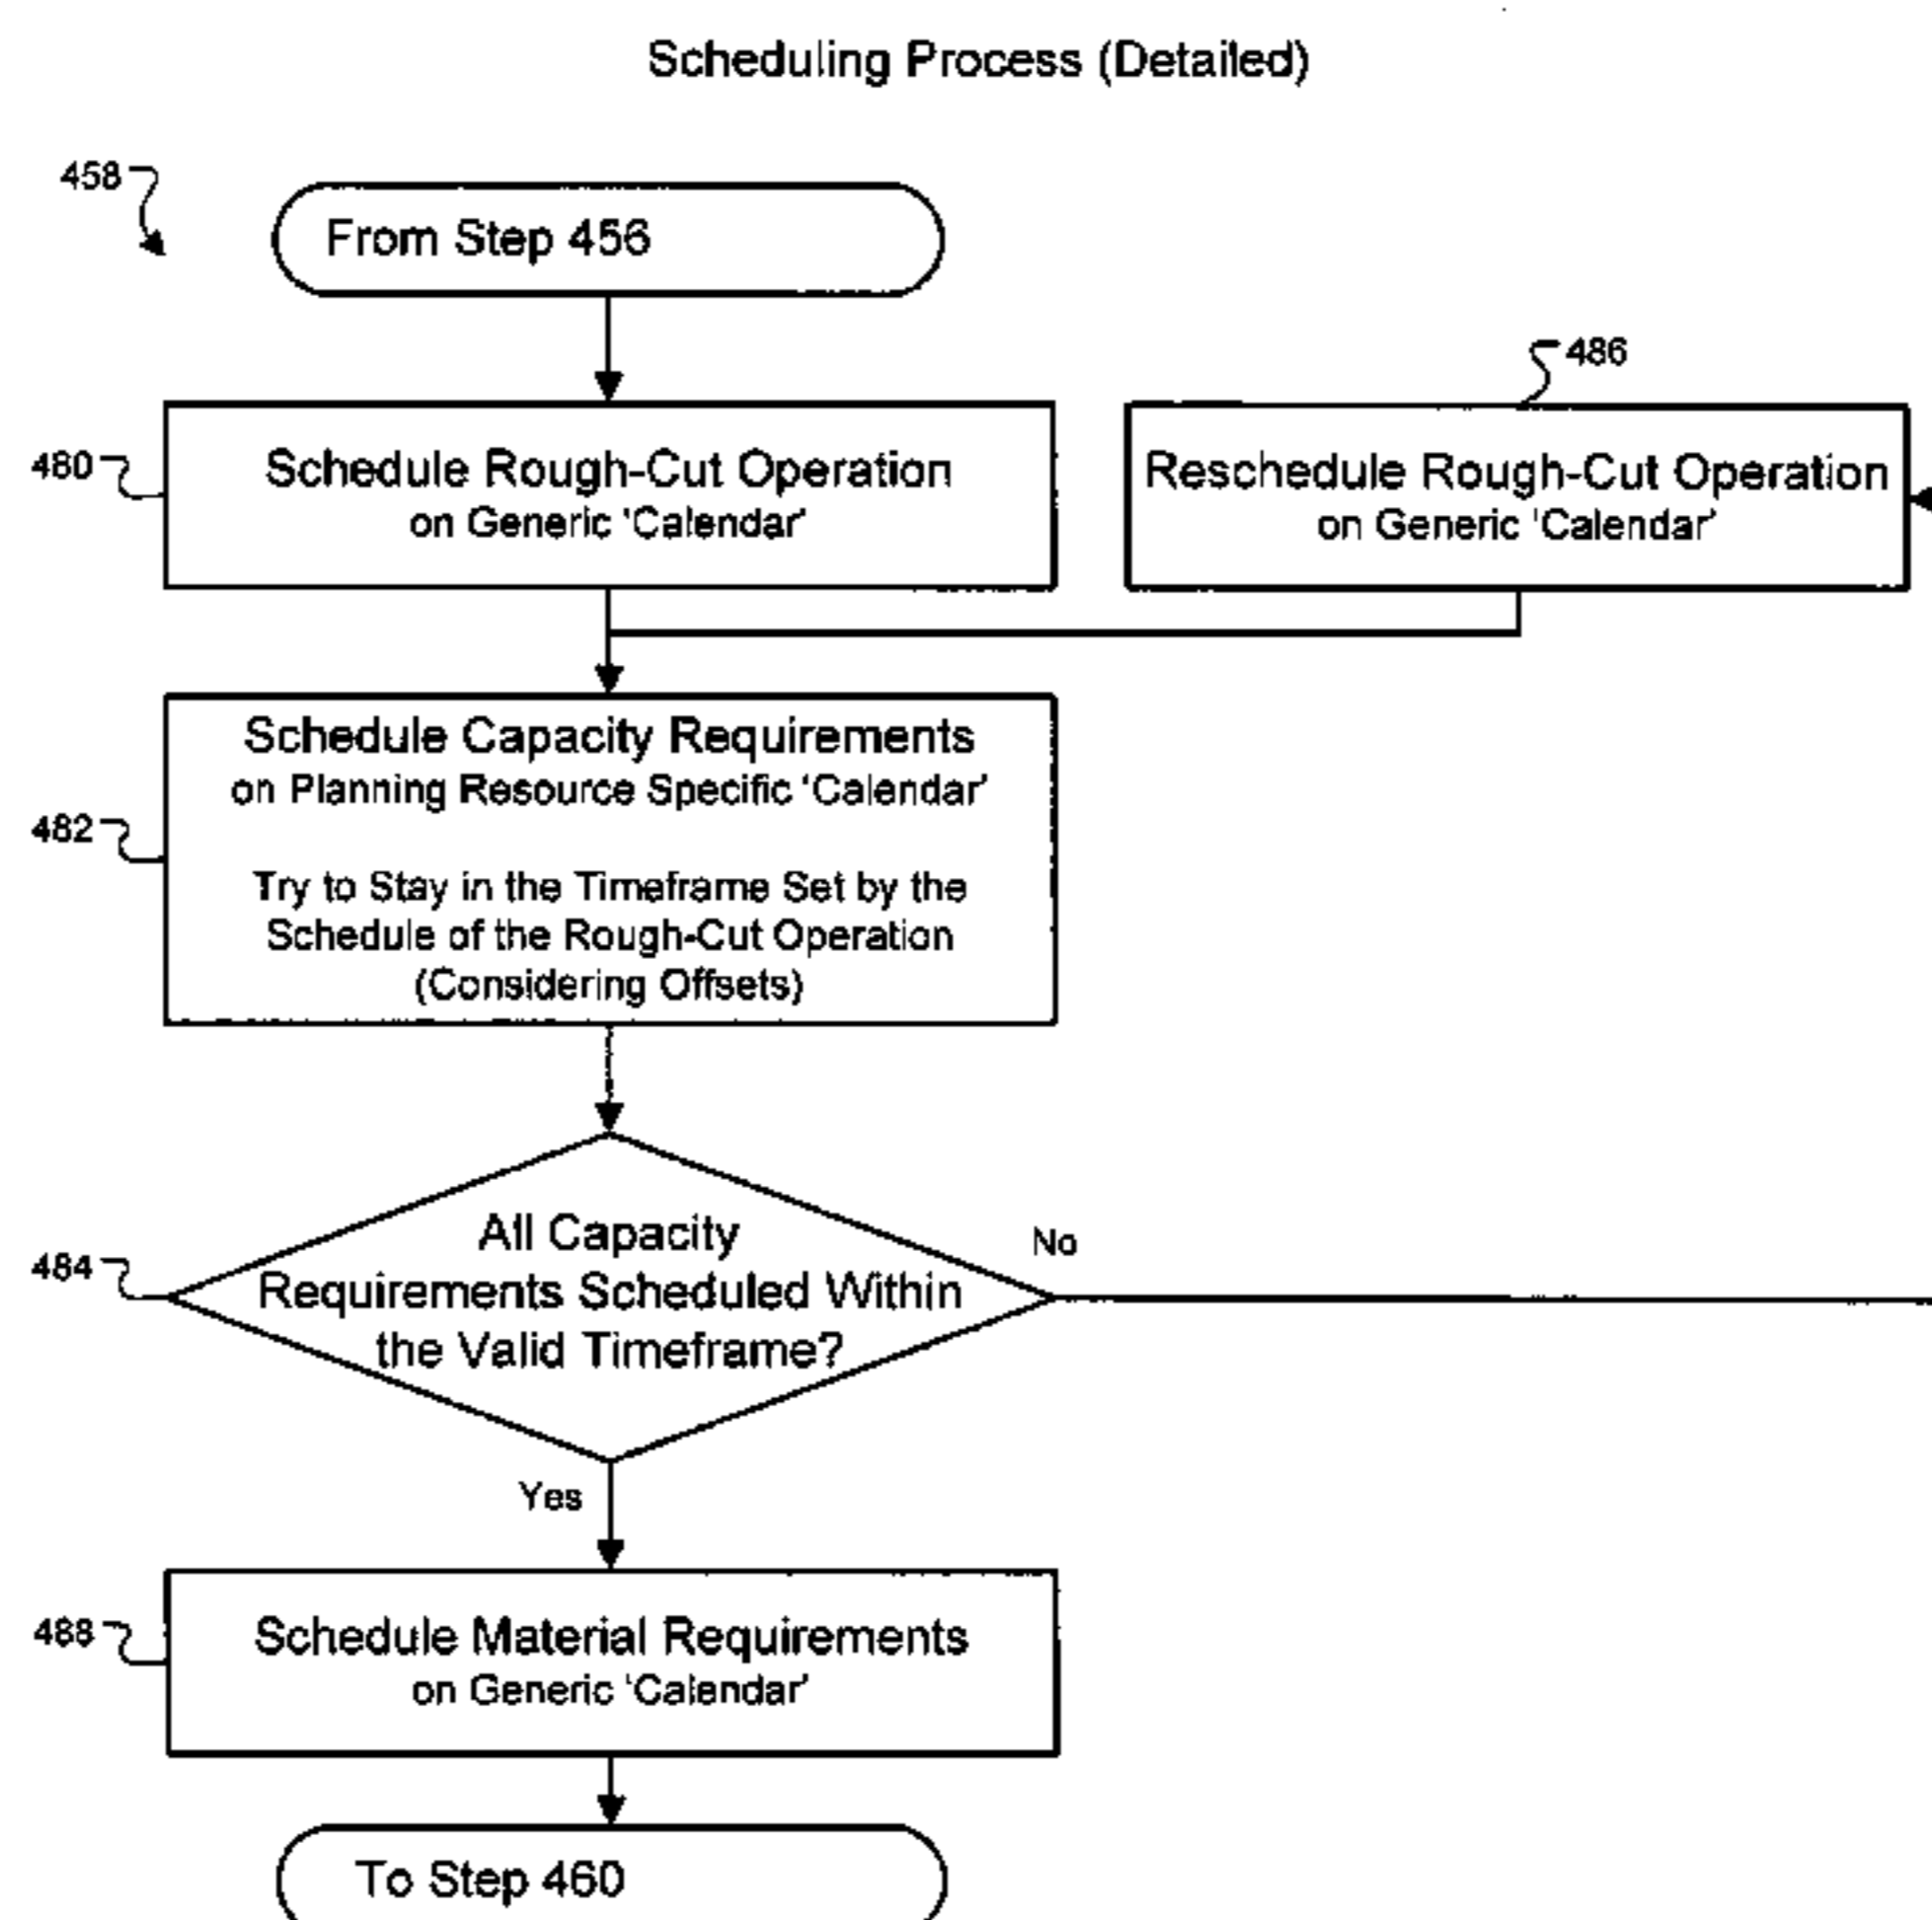 Scheduling Process (Detailed)
458
From Step 456
486
480
Schedule Rough-Cut Operation
on Generic 'Calendar'
Reschedule Rough-Cut Operation
on Generic 'Calendar'
482
Schedule Capacity Requirements
on Planning Resource Specific 'Calendar'
Try to Stay in the Timeframe Set by the
Schedule of the Rough-Cut Operation
(Considering Offsets)
484
All Capacity
Requirements Scheduled Within
the Valid Timeframe?
No
Yes
488
Schedule Material Requirements
on Generic 'Calendar'
To Step 460